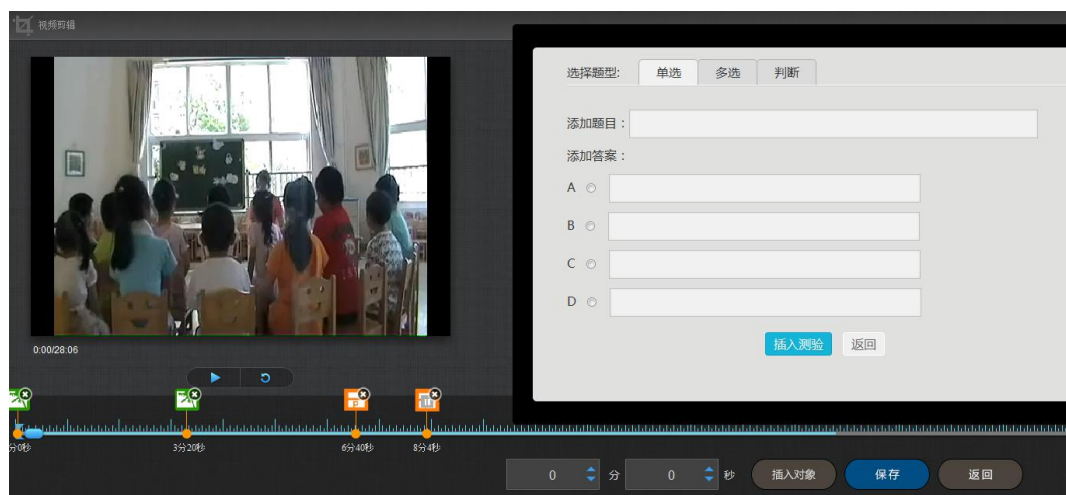 视频剪辑
选择题型: 单选 多选 判断
添加题目：
添加答案：
A
B
C
D
插入测验 返回
0:00/28:06
分0秒 3分20秒 6分40秒 8分4秒
0 分 0 秒 插入对象 保存 返回